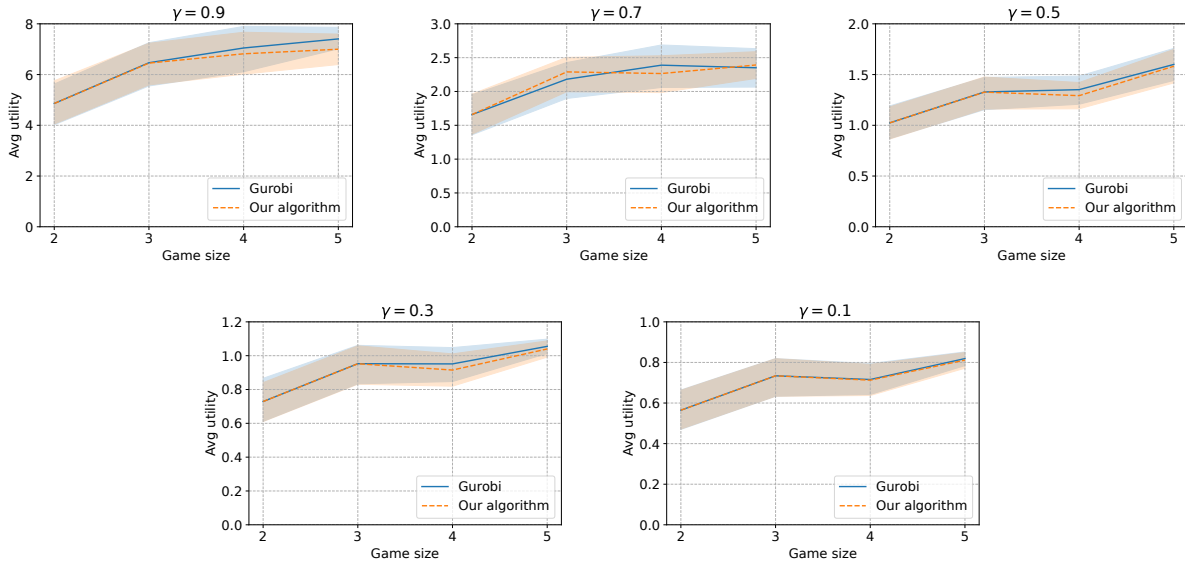 γ = 0.9
Avg utility
8
6
4
2
0
2 3 4 5
Game size
Gurobi
Our algorithm
γ = 0.7
Avg utility
3.0
2.5
2.0
1.5
1.0
0.5
0.0
2 3 4 5
Game size
Gurobi
Our algorithm
γ = 0.5
Avg utility
2.0
1.5
1.0
0.5
0.0
2 3 4 5
Game size
Gurobi
Our algorithm
γ = 0.3
Avg utility
1.2
1.0
0.8
0.6
0.4
0.2
0.0
2 3 4 5
Game size
Gurobi
Our algorithm
γ = 0.1
Avg utility
1.0
0.8
0.6
0.4
0.2
0.0
2 3 4 5
Game size
Gurobi
Our algorithm